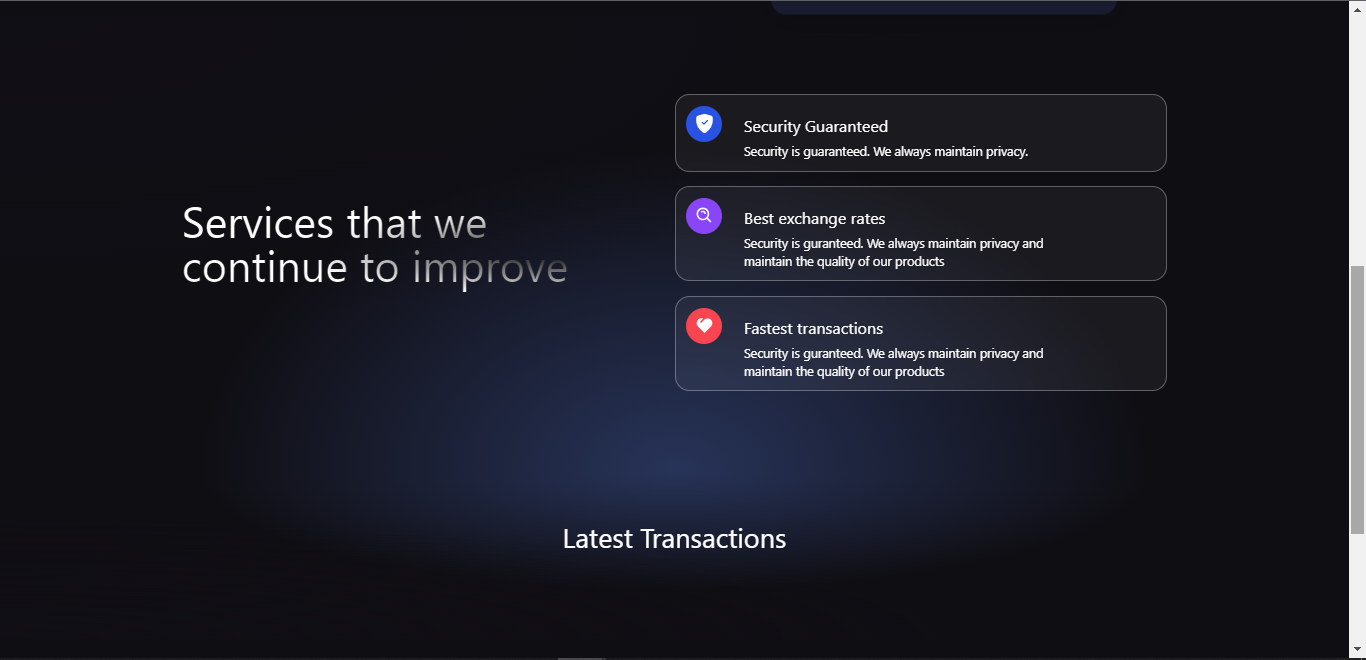 Services that we
continue to improve
Security Guaranteed
Security is guaranteed. We always maintain privacy.
Best exchange rates
Security is guranteed. We always maintain privacy and
maintain the quality of our products
Fastest transactions
Security is guranteed. We always maintain privacy and
maintain the quality of our products
Latest Transactions